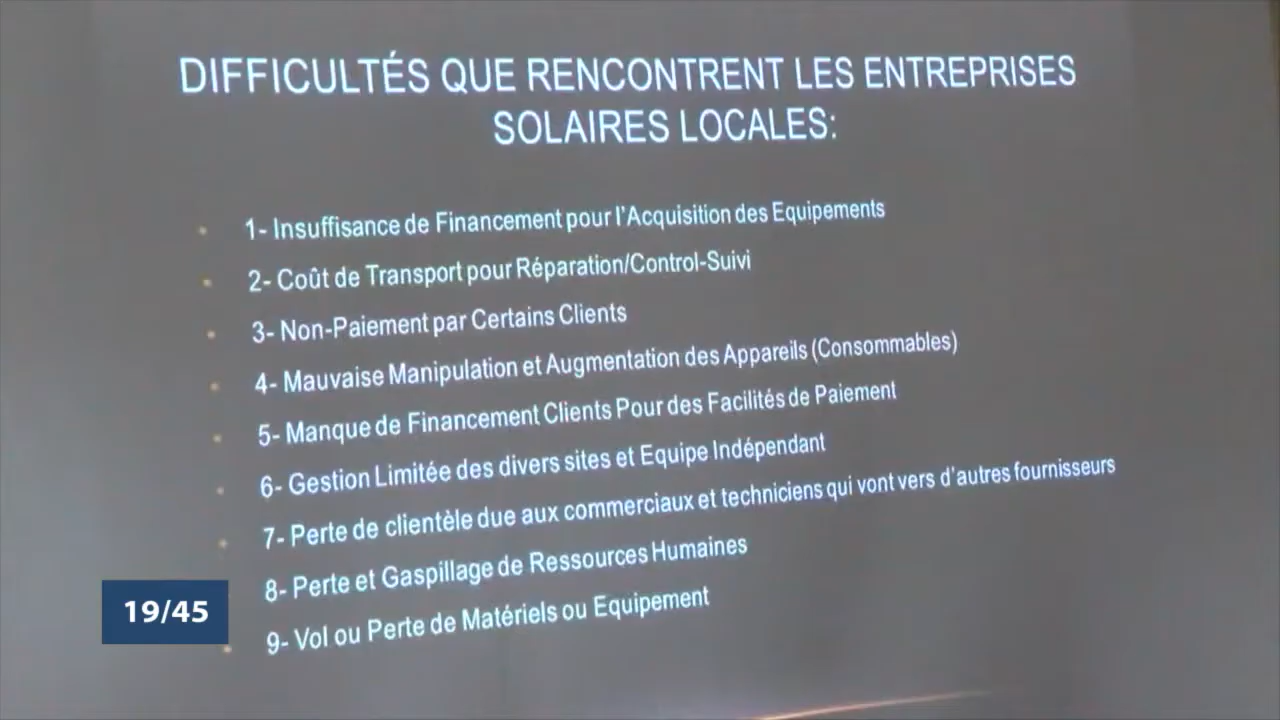 DIFFICULTÉS QUE RENCONTRENT LES ENTREPRISES
SOLAIRES LOCALES:
1- Insuffisance de Financement pour l'Acquisition des Equipements
2- Coût de Transport pour Réparation/Control-Suivi
3- Non-Paiement par Certains Clients
4- Mauvaise Manipulation et Augmentation des Appareils (Consommables)
5- Manque de Financement Clients Pour des Facilités de Paiement
6- Gestion Limitée des divers sites et Equipe Indépendant
7- Perte de clientèle due aux commerciaux et techniciens qui vont vers d'autres fournisseurs
8- Perte et Gaspillage de Ressources Humaines
9- Vol ou Perte de Matériels ou Equipement
19/45